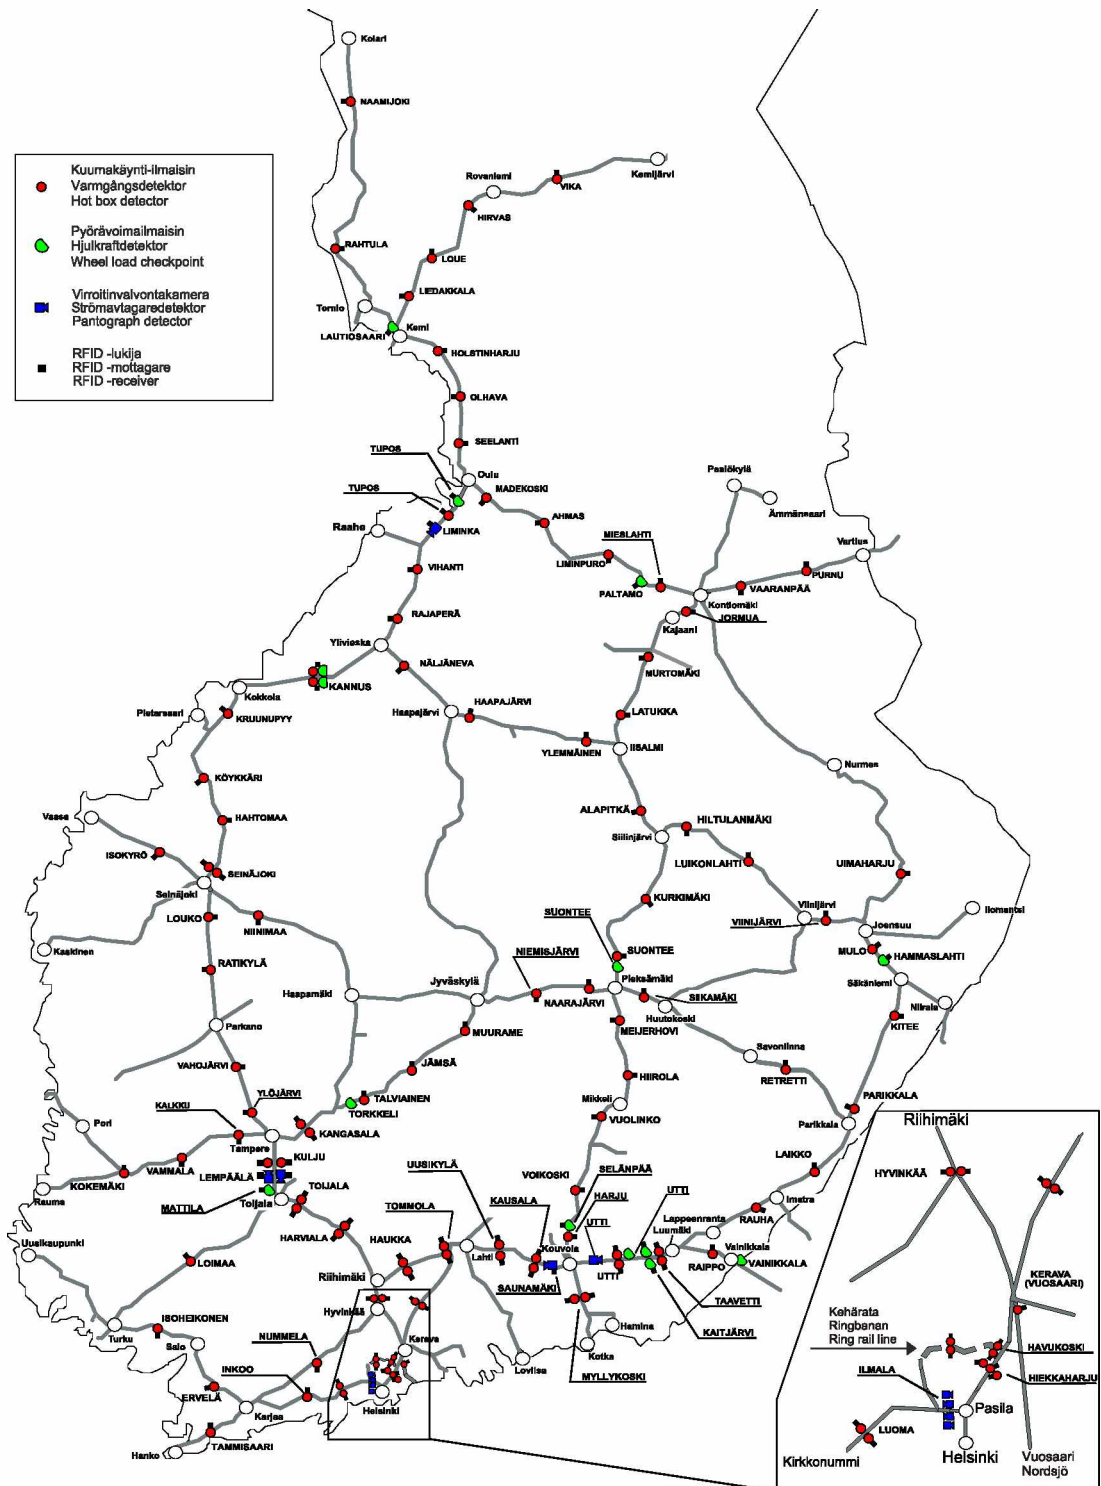 Kolari
NAAMIJOKI
Kuumakäynti-ilmaisin
Varmgångsdetektor
Hot box detector
Pyörävoimailmaisin
Hjulkraftdetektor
Wheel load checkpoint
Virroitinvalvontakamera
Strömavtagaredetektor
Pantograph detector
RFID -lukija
RFID -mottagare
RFID -receiver
Kemijärvi
Rovaniemi
VIKA
HIRVAS
RAHTULA
LOUE
LIEDAKKALA
Tornio
LAUTIOSAARI
Kemi
HOLSTINHARJU
OLHAVA
SEELANTI
TUPOS
Oulu
TUPOS
MADEKOSKI
Pesiökylä
Ämmänsaari
Raahe
LIMINKA
AHMAS
MIESLAHTI
Vartius
VIHANTI
LIMINPURO
PURNU
PALTAMO
VAARANPÄÄ
Kontiomäki
RAJAPERÄ
Kajaani
JORMUA
Ylivieska
NÄLJÄNEVA
MURTOMÄKI
KANNUS
Kokkola
Pietarsaari
KRUUNUPYY
Haapajärvi
HAAPAJÄRVI
LATUKKA
YLEMMÄINEN
IISALMI
Nurmes
KÖYKKÄRI
Vaasa
HAHTOMAA
ALAPITKÄ
Siilinjärvi
HILTULANMÄKI
ISOKYRÖ
LUIKONLAHTI
UIMAHARJU
SEINÄJOKI
Seinäjoki
KURKIMÄKI
LOUKO
NIINIMAA
SUONTEE
VIINIJÄRVI
Viinijärvi
Ilomantsi
Joensuu
Kaskinen
NIEMISJÄRVI
SUONTEE
MULO
HAMMASLAHTI
RATIKYLÄ
Jyväskylä
Pieksämäki
Säkäniemi
Haapamäki
NAARAJÄRVI
SIIKAMÄKI
Huutokoski
Niirala
Parkano
MUURAME
MEIJERHOVI
KITEE
Savonlinna
VAHOJÄRVI
JÄMSÄ
HIIROLA
RETRETTI
YLÖJÄRVI
TALVIAINEN
Mikkeli
PARIKKALA
KALKKU
TORKKELI
Pori
KANGASALA
VUOLINKO
Parikkala
Riihimäki
Tampere
KULJU
VAMMALA
LEMPÄÄLÄ
KOKEMÄKI
UUSIKYLÄ
VOIKOSKI
SELÄNPÄÄ
LAIKKO
HYVINKÄÄ
Rauma
MATTILA
Toijala
TOIJALA
TOMMOLA
KAUSALA
HARJU
UTTI
Imatra
Lappeenranta
RAUHA
HARVIALA
HAUKKA
UTTI
Luumäki
Uusikaupunki
LOIMAA
Lahti
Kouvola
Vainikkala
Riihimäki
SAUNAMÄKI
UTTI
RAIPPO
VAINIKKALA
KERAVA
(VUOSAARI)
TAAVETTI
ISOHEIKONEN
Hyvinkää
Turku
Salo
NUMMELA
Kerava
Hamina
KAITJÄRVI
Kehärata
Ringbanan
Ring rail line
HAVUKOSKI
INKOO
Loviisa
Kotka
MYLLYKOSKI
ILMALA
HIEKKAHARJU
ERVELÄ
Karjaa
Helsinki
Pasila
TAMMISAARI
LUOMA
Hanko
Kirkkonummi
Helsinki
Vuosaari
Nordsjö